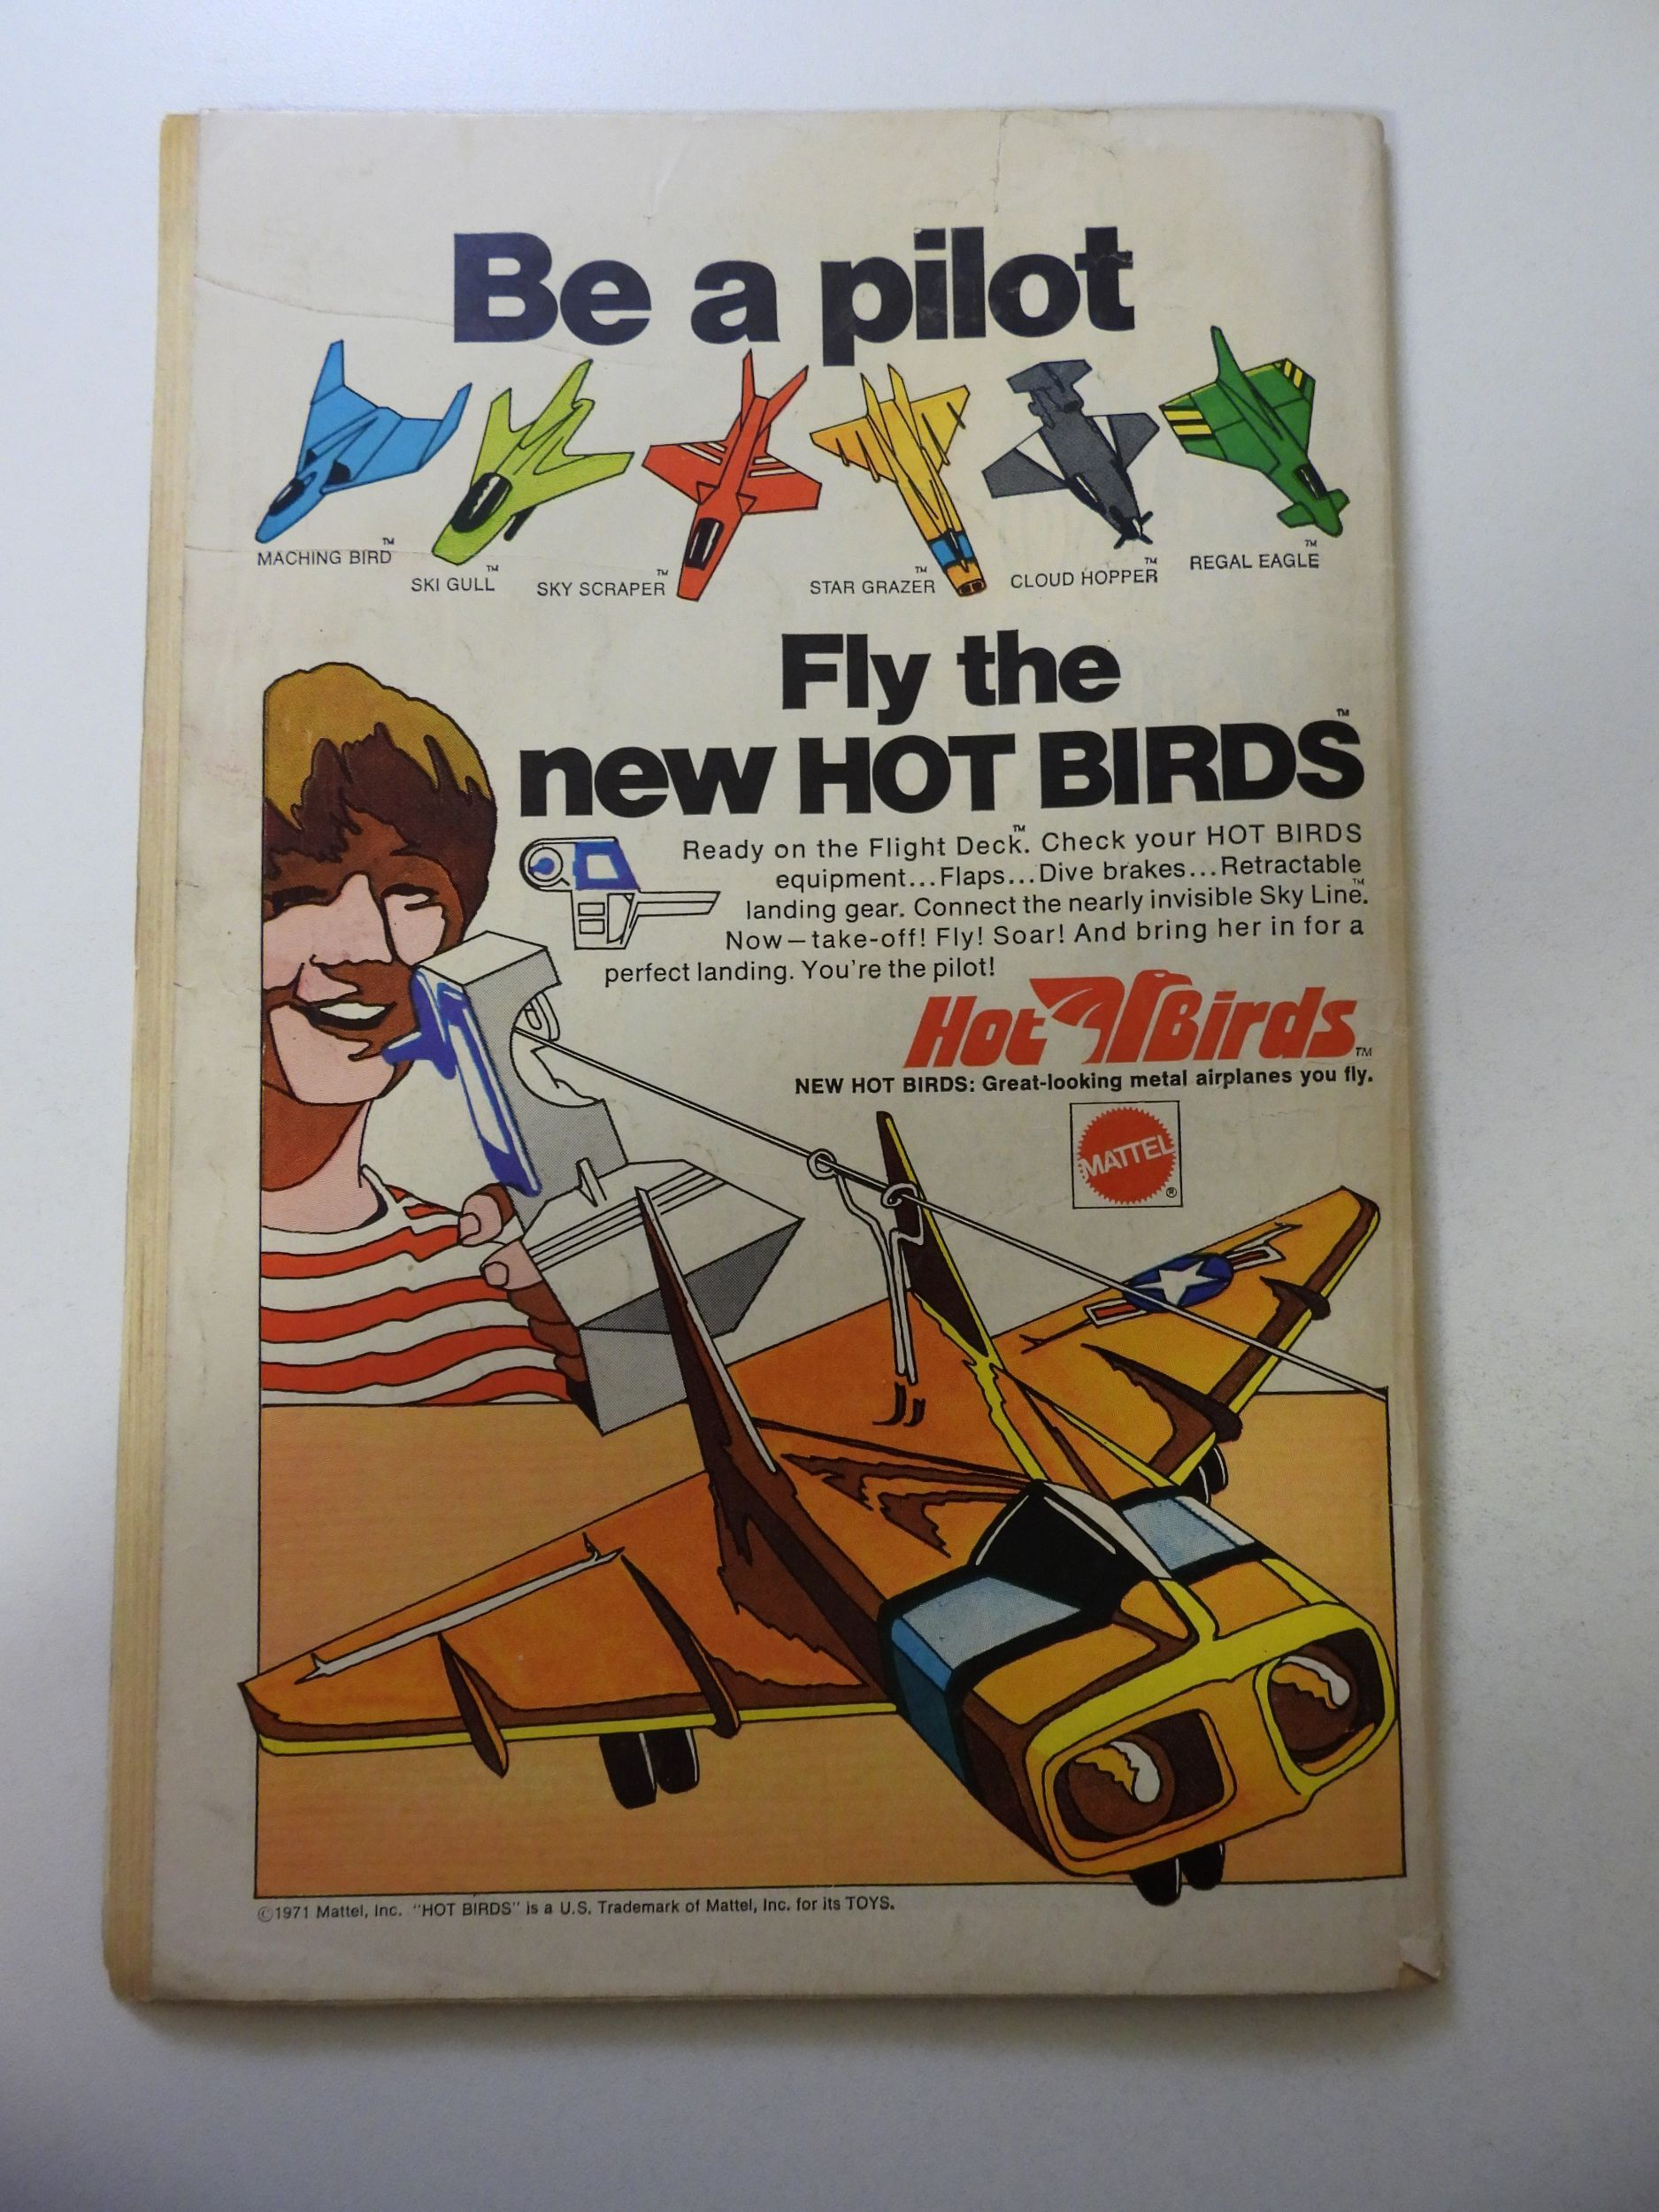 Be a pilot
MACHING BIRD™
SKI GULL™
SKY SCRAPER™
STAR GRAZER™
CLOUD HOPPER™
REGAL EAGLE™
Fly the
new HOT BIRDS™
Ready on the Flight Deck™. Check your HOT BIRDS
equipment...Flaps...Dive brakes...Retractable
landing gear. Connect the nearly invisible Sky Line™.
Now—take-off! Fly! Soar! And bring her in for a
perfect landing. You're the pilot!
Hot Birds™
NEW HOT BIRDS: Great-looking metal airplanes you fly.
MATTEL®
©1971 Mattel, Inc. "HOT BIRDS" is a U.S. Trademark of Mattel, Inc. for its TOYS.